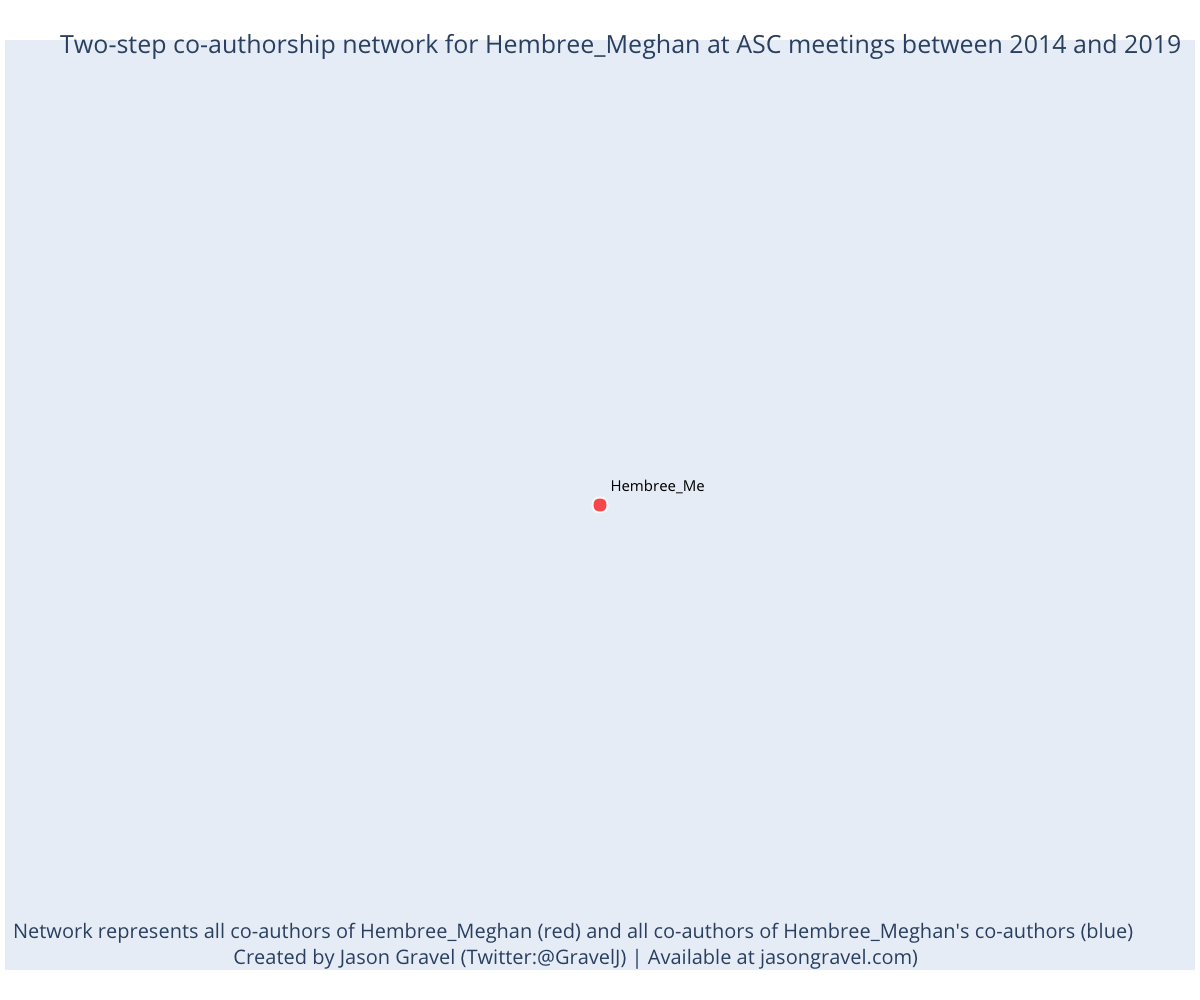 Two-step co-authorship network for Hembree_Meghan at ASC meetings between 2014 and 2019
Hembree_Me
Network represents all co-authors of Hembree_Meghan (red) and all co-authors of Hembree_Meghan's co-authors (blue)
Created by Jason Gravel (Twitter:@GravelJ) | Available at jasongravel.com)